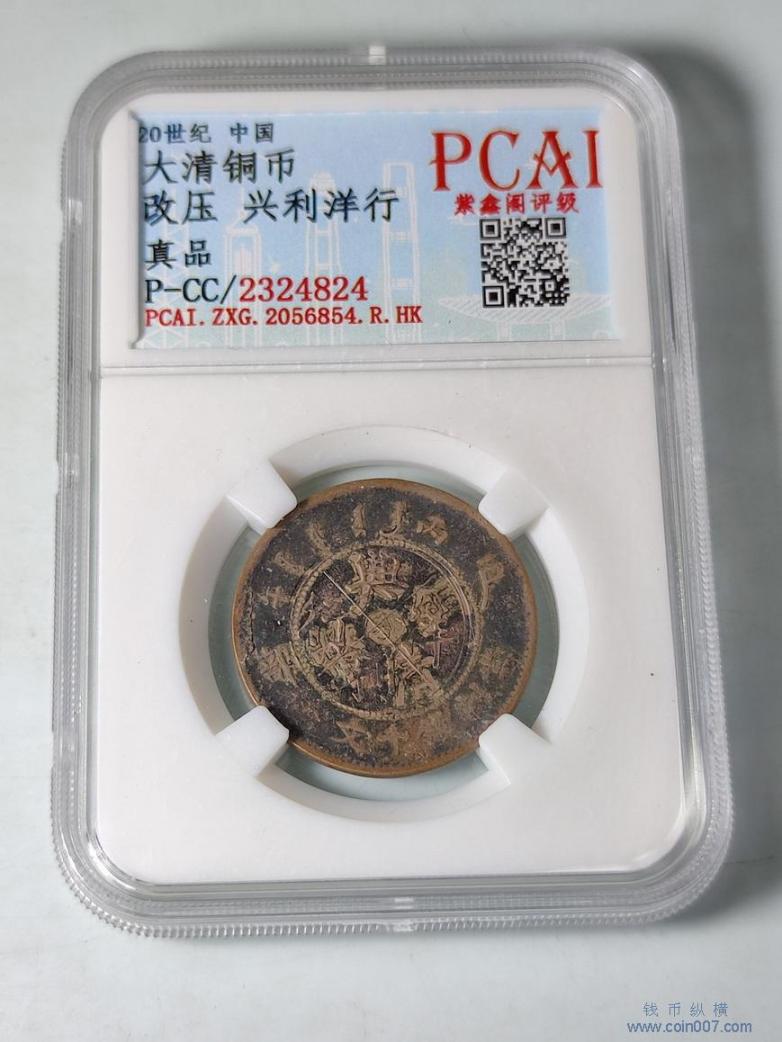 20世纪 中国
大清铜币
改压 兴利洋行
真品
P-CC/2324824
PCAI.ZXG.2056854.R.HK
PCAI
紫鑫阁评级
钱币纵横
www.coin007.com